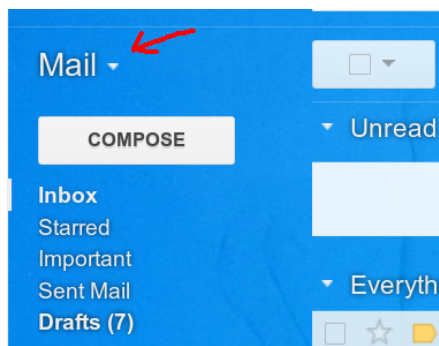 Mail
COMPOSE
Unread
Inbox
Starred
Important
Sent Mail
Everyth
Drafts (7)